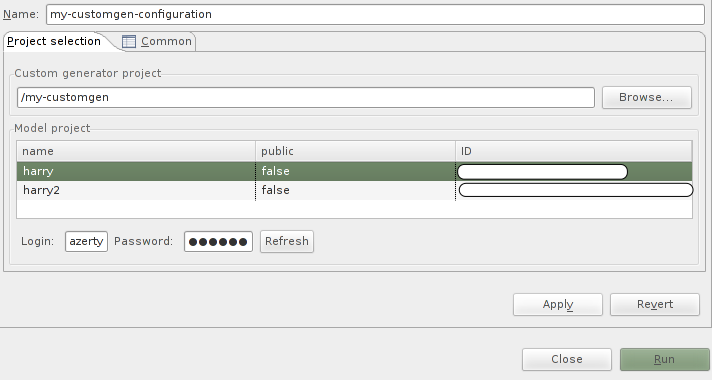 Name: my-customgen-configuration
Project selection Common
Custom generator project
/my-customgen Browse...
Model project
name public ID
harry false
harry2 false
Login: azerty Password: ●●●●●● Refresh
Apply Revert
Close Run